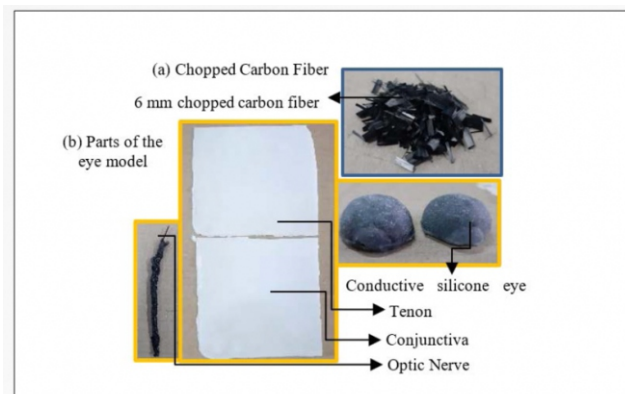 (a) Chopped Carbon Fiber
6 mm chopped carbon fiber
(b) Parts of the
eye model
Conductive silicone eye
Tenon
Conjunctiva
Optic Nerve